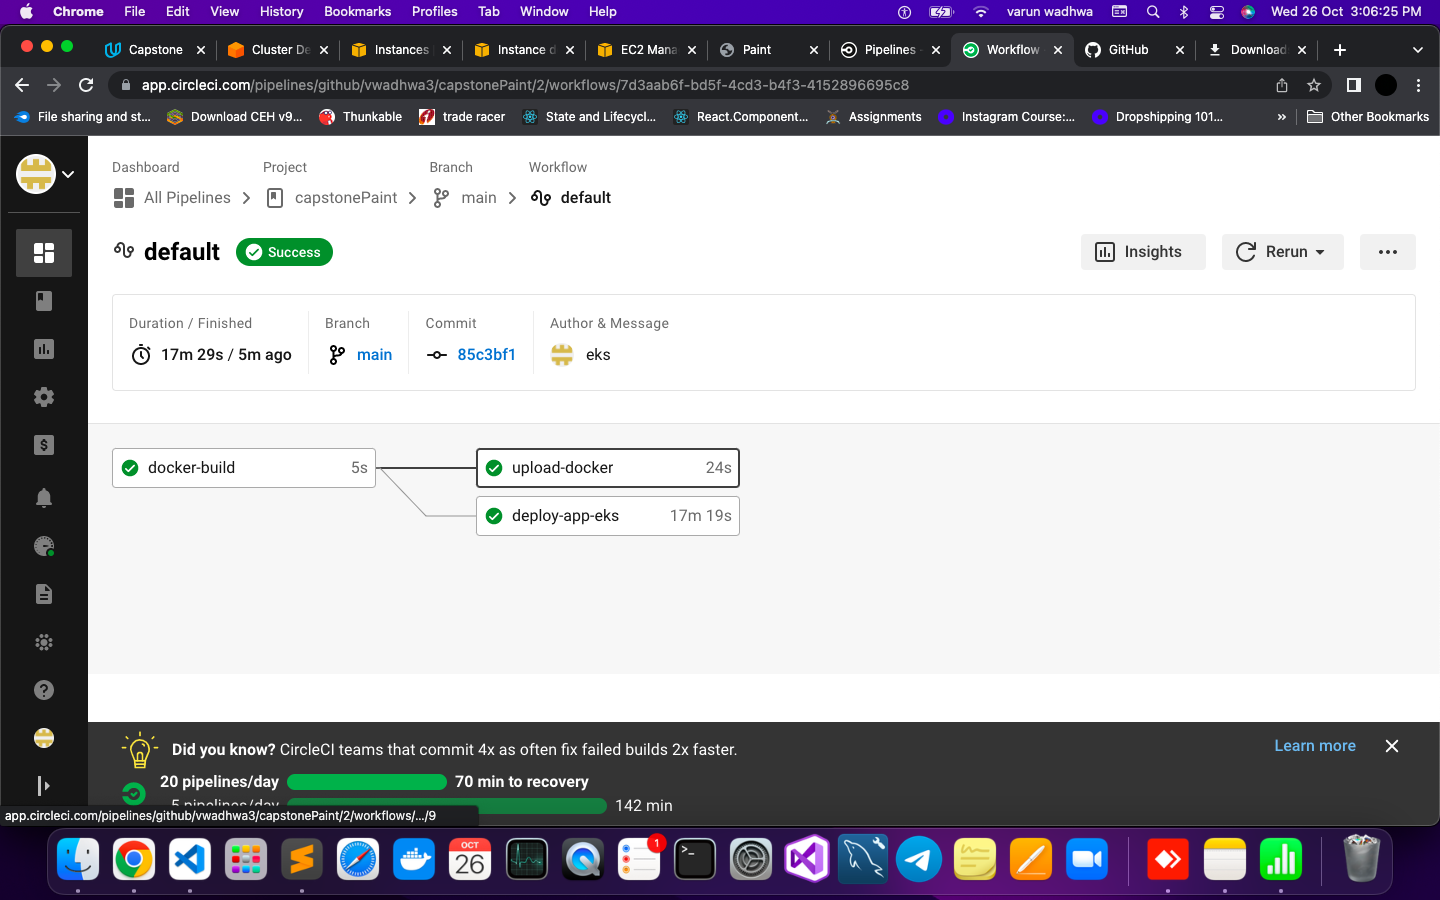 Chrome File Edit View History Bookmarks Profiles Tab Window Help varun wadhwa Wed 26 Oct 3:06:25 PM
Capstone Cluster De Instances Instance d EC2 Mana Paint Pipelines - Workflow GitHub Download
app.circleci.com/pipelines/github/vwadhwa3/capstonePaint/2/workflows/7d3aab6f-bd5f-4cd3-b4f3-4152896695c8
File sharing and st... Download CEH v9... Thunkable trade racer State and Lifecycl... React.Component... Assignments Instagram Course:... Dropshipping 101... » Other Bookmarks
Dashboard Project Branch Workflow
All Pipelines capstonePaint main default
default Success Insights Rerun
Duration / Finished Branch Commit Author & Message
17m 29s / 5m ago main 85c3bf1 eks
docker-build 5s upload-docker 24s
deploy-app-eks 17m 19s
Did you know? CircleCI teams that commit 4x as often fix failed builds 2x faster. Learn more
20 pipelines/day 70 min to recovery
5 pipelines/day 142 min
app.circleci.com/pipelines/github/vwadhwa3/capstonePaint/2/workflows/.../9
OCT
26
1